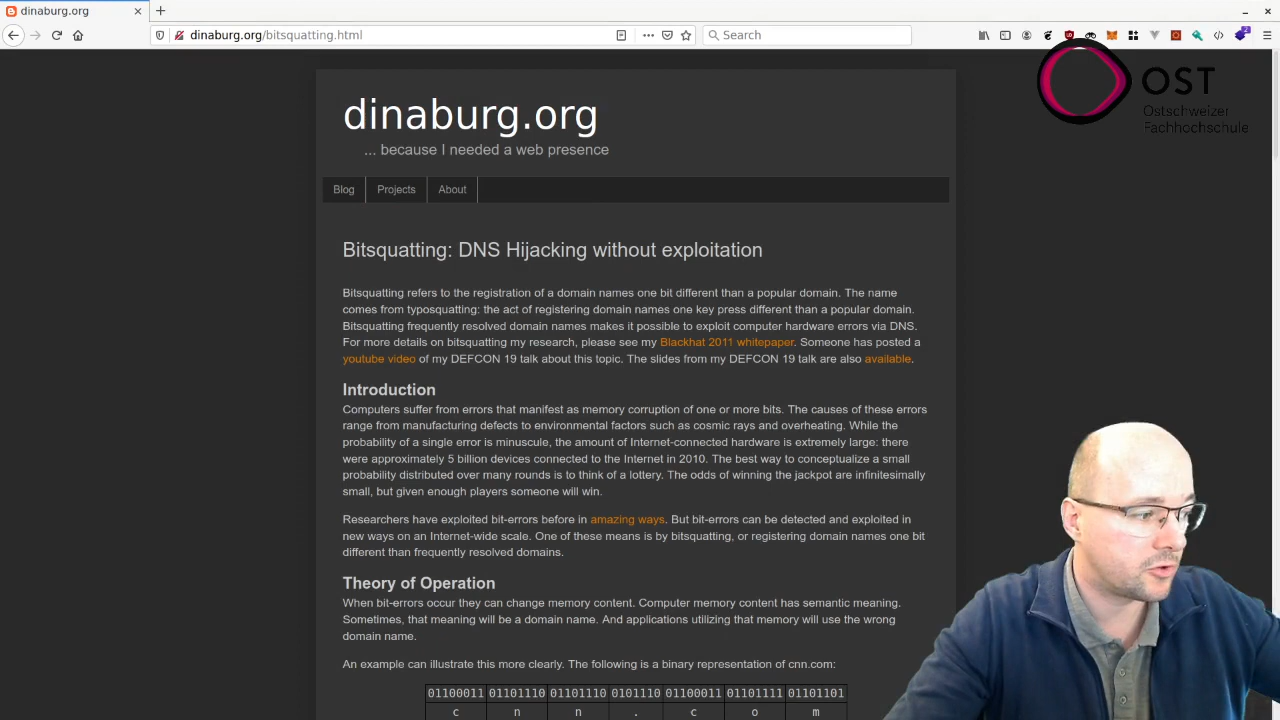 dinaburg.org
dinaburg.org/bitsquatting.html
Search
2
OST
Ostschweizer
Fachhochschule
dinaburg.org
... because I needed a web presence
Blog
Projects
About
Bitsquatting: DNS Hijacking without exploitation
Bitsquatting refers to the registration of a domain names one bit different than a popular domain. The name
comes from typosquatting: the act of registering domain names one key press different than a popular domain.
Bitsquatting frequently resolved domain names makes it possible to exploit computer hardware errors via DNS.
For more details on bitsquatting my research, please see my Blackhat 2011 whitepaper. Someone has posted a
youtube video of my DEFCON 19 talk about this topic. The slides from my DEFCON 19 talk are also available.
Introduction
Computers suffer from errors that manifest as memory corruption of one or more bits. The causes of these errors
range from manufacturing defects to environmental factors such as cosmic rays and overheating. While the
probability of a single error is minuscule, the amount of Internet-connected hardware is extremely large: there
were approximately 5 billion devices connected to the Internet in 2010. The best way to conceptualize a small
probability distributed over many rounds is to think of a lottery. The odds of winning the jackpot are infinitesimally
small, but given enough players someone will win.
Researchers have exploited bit-errors before in amazing ways. But bit-errors can be detected and exploited in
new ways on an Internet-wide scale. One of these means is by bitsquatting, or registering domain names one bit
different than frequently resolved domains.
Theory of Operation
When bit-errors occur they can change memory content. Computer memory content has semantic meaning.
Sometimes, that meaning will be a domain name. And applications utilizing that memory will use the wrong
domain name.
An example can illustrate this more clearly. The following is a binary representation of cnn.com:
01100011 01101110 01101110 0101110 01100011 01101111 01101101
c n n . c o m